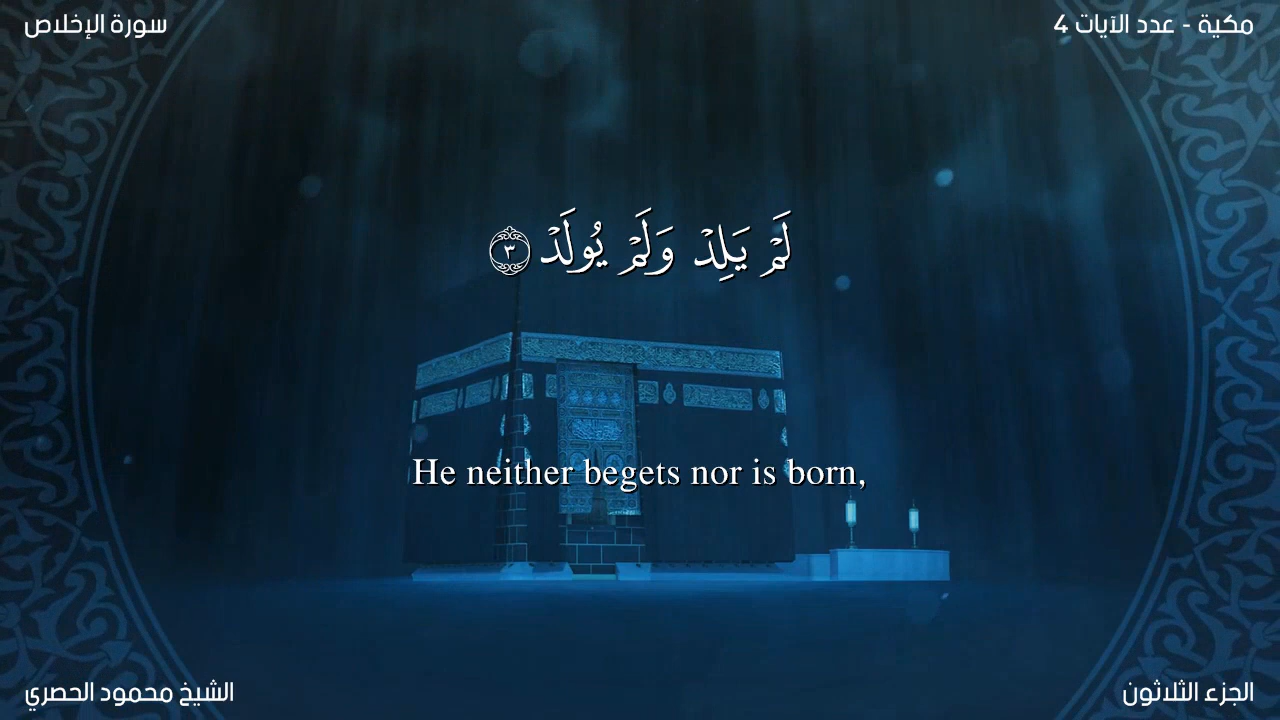 مكية - عدد الآيات 4
سورة الإخلاص
لَمْ يَلِدْ وَلَمْ يُولَدْ ٣
He neither begets nor is born,
الجزء الثلاثون
الشيخ محمود الحصري